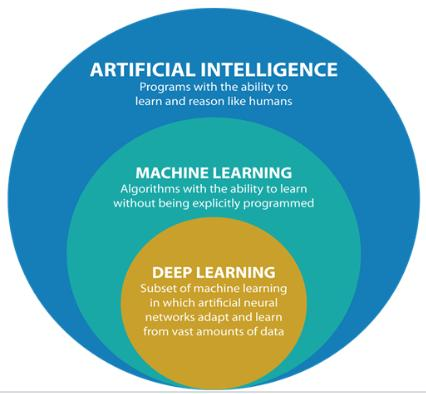 ARTIFICIAL INTELLIGENCE
Programs with the ability to
learn and reason like humans
MACHINE LEARNING
Algorithms with the ability to learn
without being explicitly programmed
DEEP LEARNING
Subset of machine learning
in which artificial neural
networks adapt and learn
from vast amounts of data